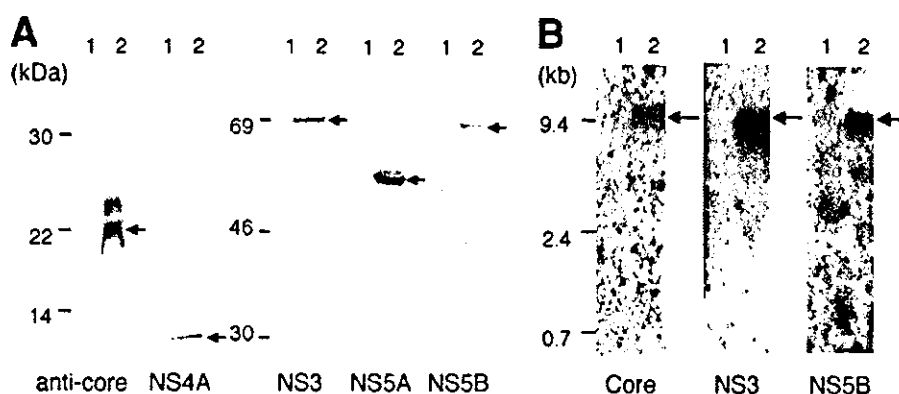 A 1 2 1 2 1 2 1 2 1 2
(kDa)
30
22
14
69
46
30
anti-core NS4A NS3 NS5A NS5B
B 1 2 1 2 1 2
(kb)
9.4
2.4
0.7
Core NS3 NS5B